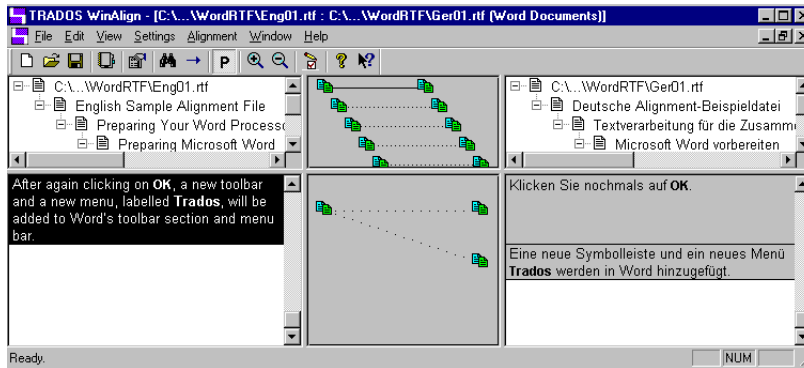 TRADOS WinAlign - [C:\...\WordRTF\Eng01.rtf : C:\...\WordRTF\Ger01.rtf (Word Documents)]
File Edit View Settings Alignment Window Help
P
C:\...\WordRTF\Eng01.rtf
English Sample Alignment File
Preparing Your Word Processo
Preparing Microsoft Word
C:\...\WordRTF\Ger01.rtf
Deutsche Alignment-Beispieldatei
Textverarbeitung für die Zusamm
Microsoft Word vorbereiten
After again clicking on OK, a new toolbar
and a new menu, labelled Trados, will be
added to Word's toolbar section and menu
bar.
Klicken Sie nochmals auf OK.
Eine neue Symbolleiste und ein neues Menü
Trados werden in Word hinzugefügt.
Ready.
NUM